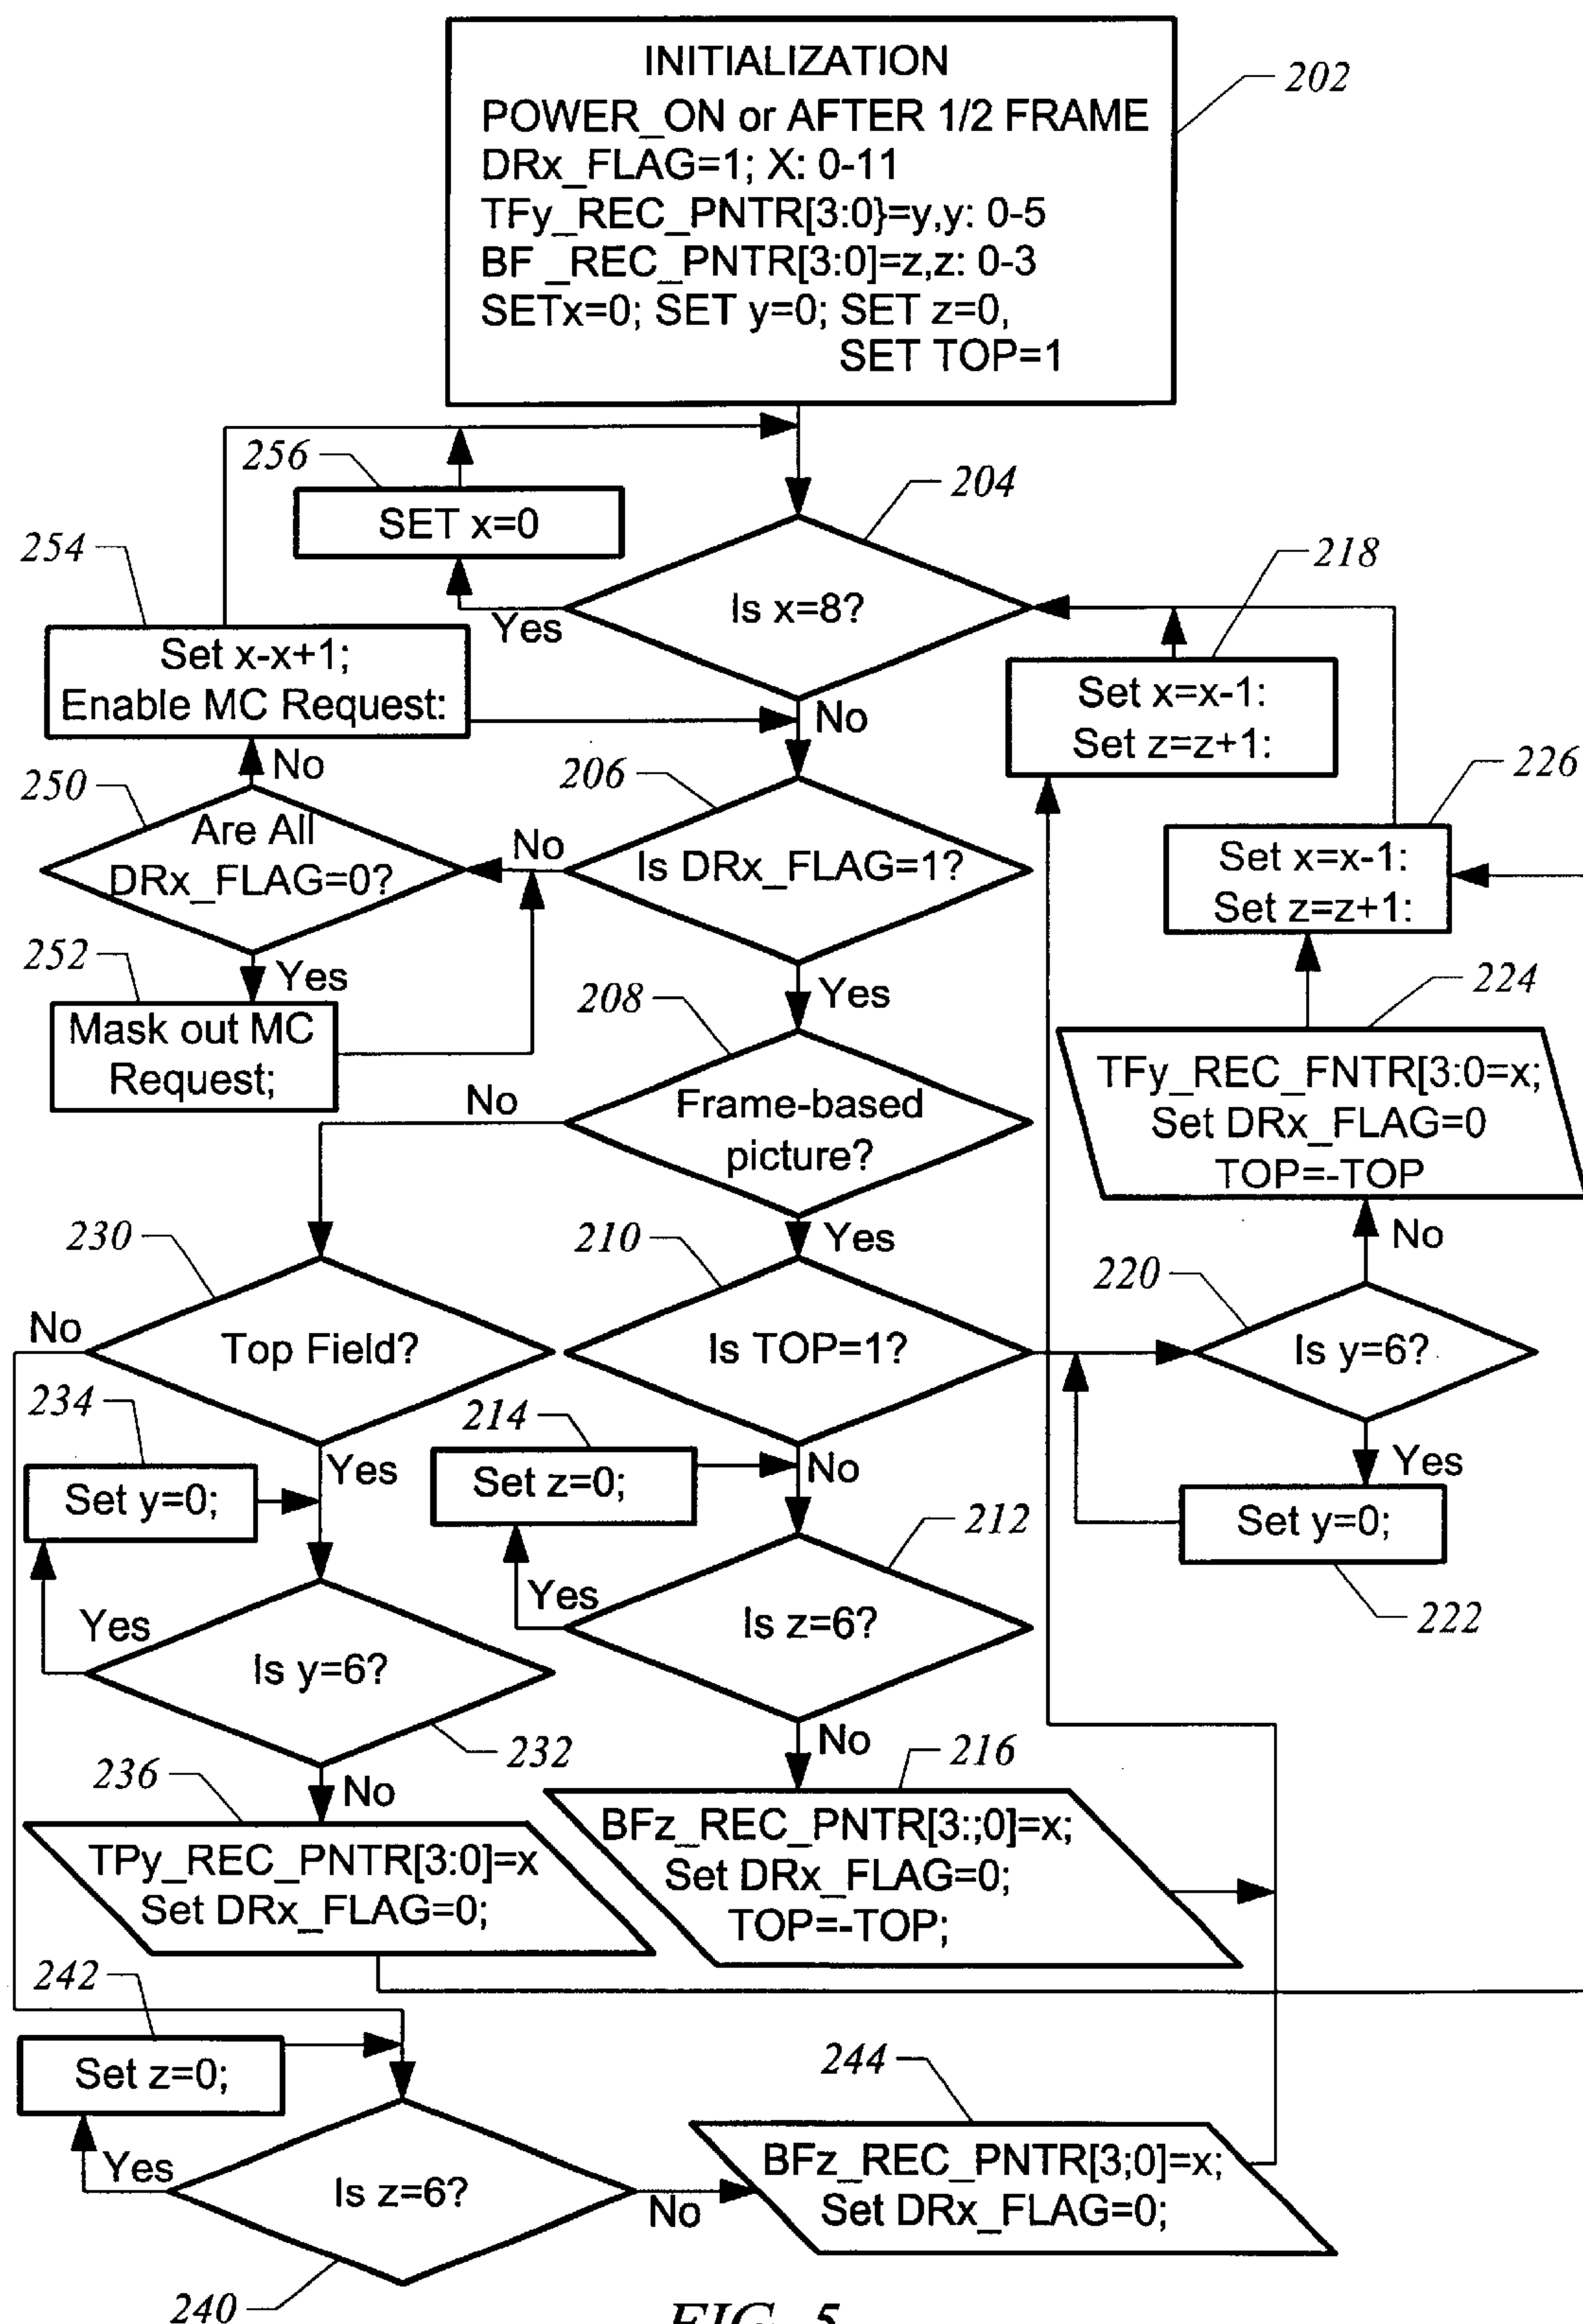 INITIALIZATION
POWER_ON or AFTER 1/2 FRAME
DRx_FLAG=1; X: 0-11
TFy_REC_PNTR[3:0}=y,y: 0-5
BF _REC_PNTR[3:0]=z,z: 0-3
SETx=0; SET y=0; SET z=0,
SET TOP=1
202
256
SET x=0
204
Is x=8?
Yes
No
254
Set x-x+1;
Enable MC Request:
218
Set x=x-1:
Set z=z+1:
250
Are All
DRx_FLAG=0?
No
Yes
206
Is DRx_FLAG=1?
No
Yes
226
Set x=x-1:
Set z=z+1:
252
Mask out MC
Request;
208
Frame-based
picture?
No
Yes
224
TFy_REC_FNTR[3:0=x;
Set DRx_FLAG=0
TOP=-TOP
230
Top Field?
No
Yes
210
Is TOP=1?
No
220
Is y=6?
No
Yes
234
Set y=0;
214
Set z=0;
Set y=0;
222
212
Is z=6?
Yes
No
Is y=6?
Yes
No
232
236
TPy_REC_PNTR[3:0]=x
Set DRx_FLAG=0;
216
BFz_REC_PNTR[3:;0]=x;
Set DRx_FLAG=0;
TOP=-TOP;
242
Set z=0;
Is z=6?
Yes
No
240
244
BFz_REC_PNTR[3;0]=x;
Set DRx_FLAG=0;
FIG. 5